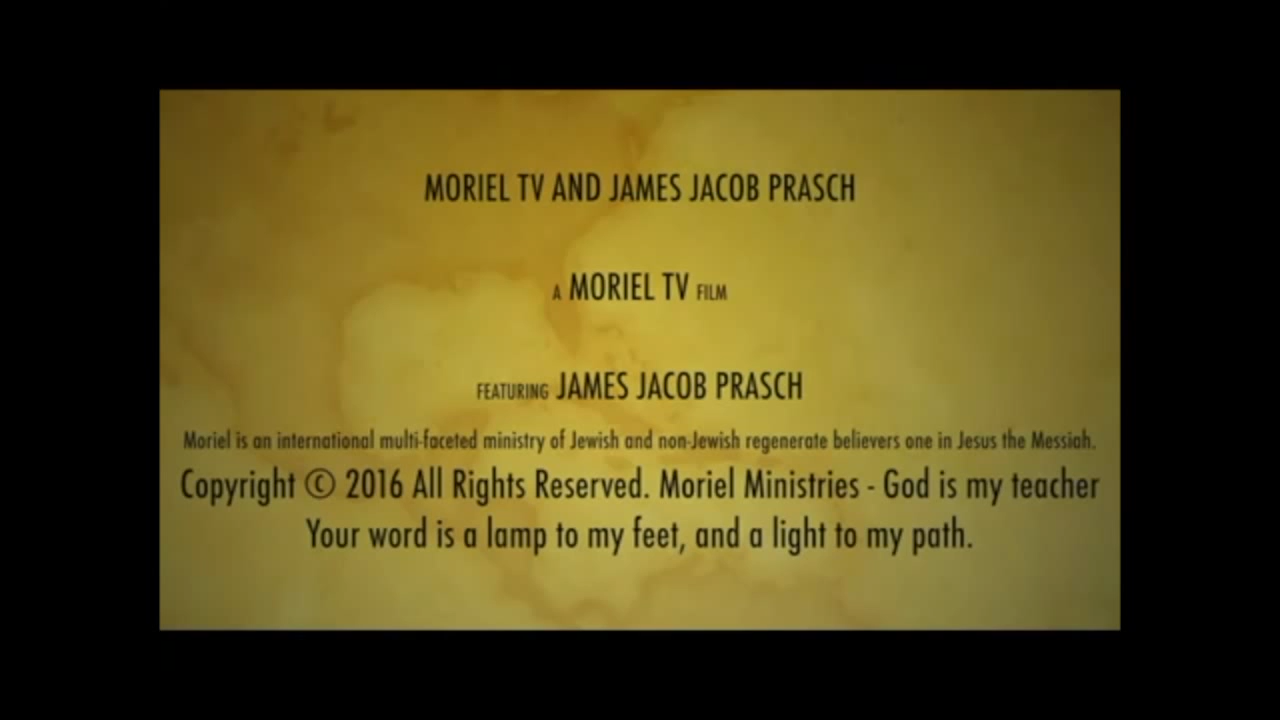 MORIEL TV AND JAMES JACOB PRASCH
A MORIEL TV FILM
FEATURING JAMES JACOB PRASCH
Moriel is an international multi-faceted ministry of Jewish and non-Jewish regenerate believers one in Jesus the Messiah.
Copyright © 2016 All Rights Reserved. Moriel Ministries - God is my teacher
Your word is a lamp to my feet, and a light to my path.